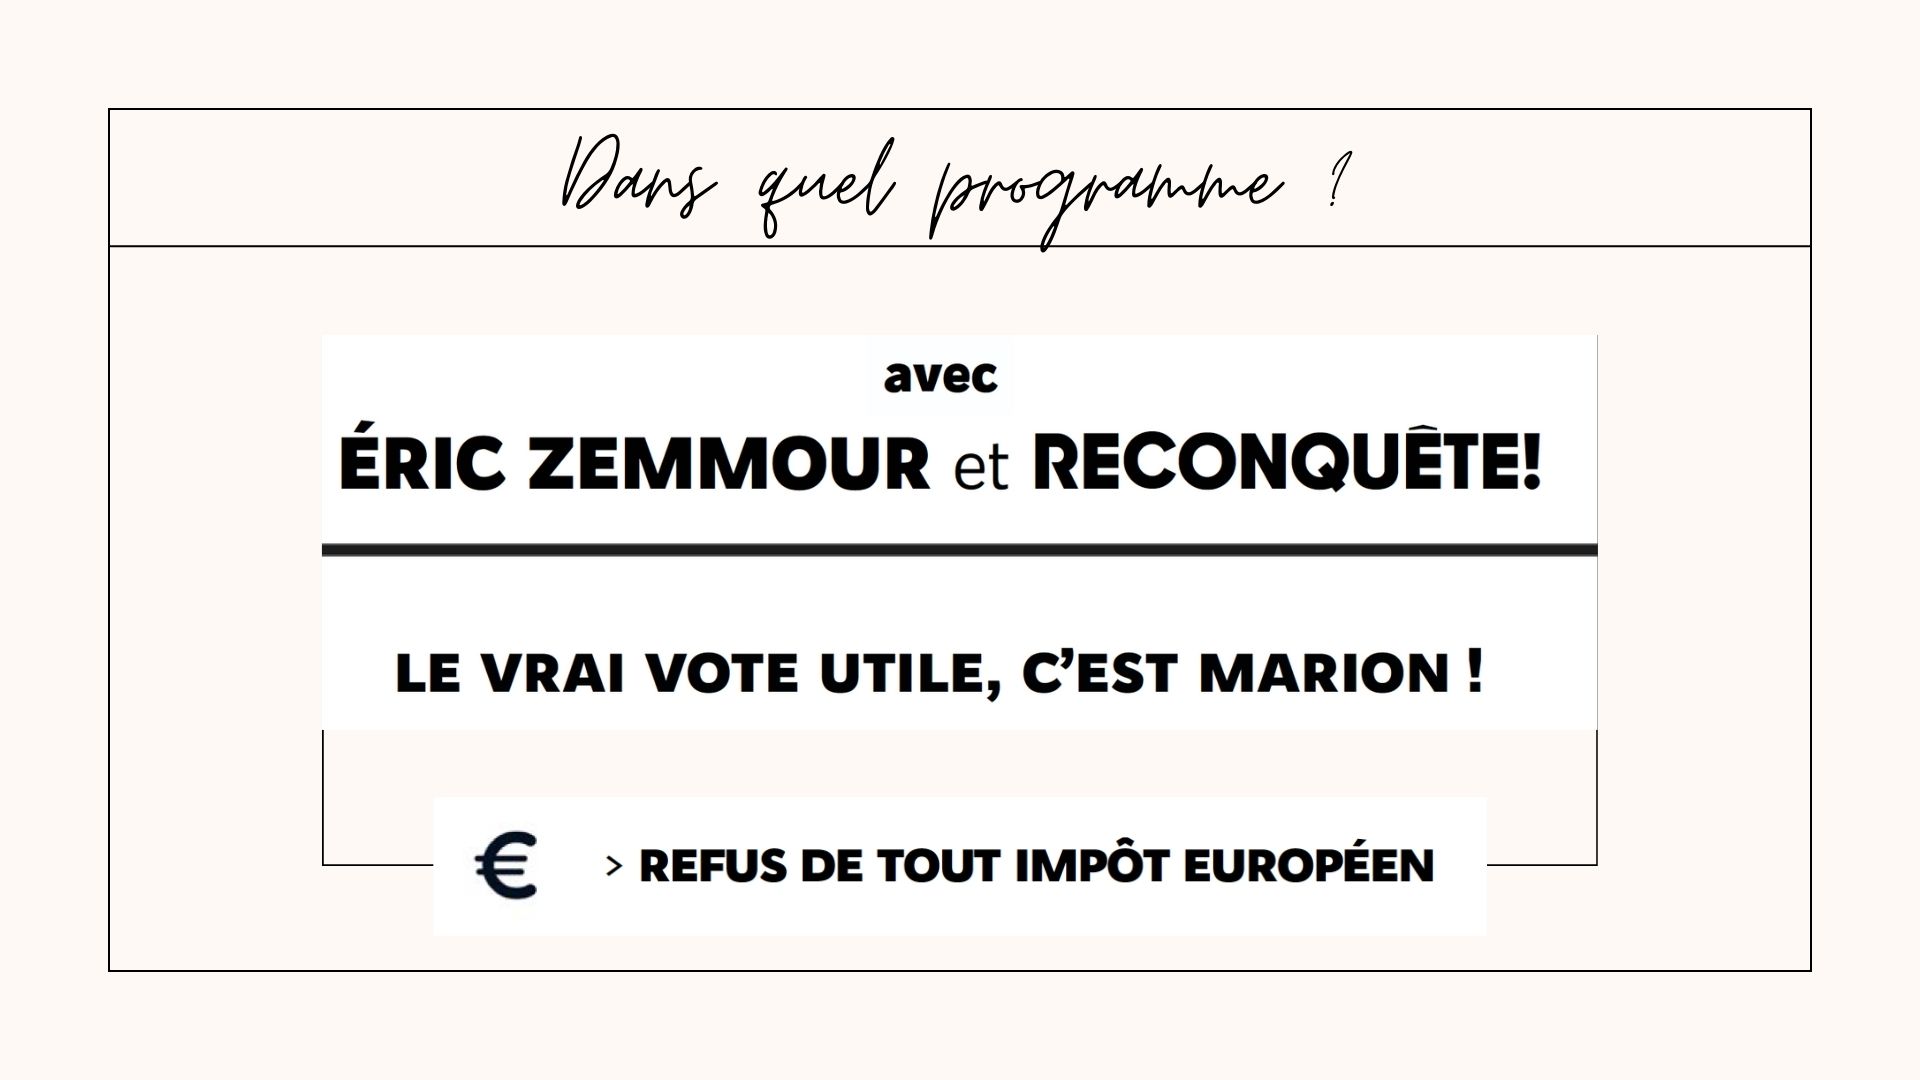 Dans quel programme ?
avec
ÉRIC ZEMMOUR et RECONQUÊTE!
LE VRAI VOTE UTILE, C’EST MARION !
€ > REFUS DE TOUT IMPÔT EUROPÉEN